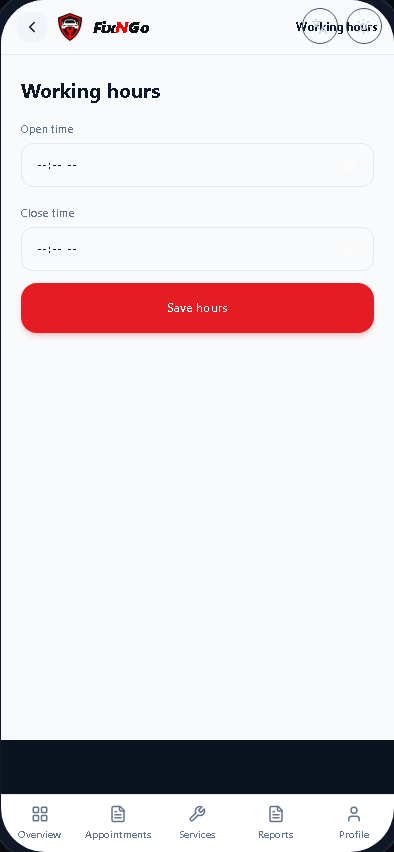 FixNGo
Working hours
Working hours
Open time
--:-- --
Close time
--:-- --
Save hours
Overview
Appointments
Services
Reports
Profile